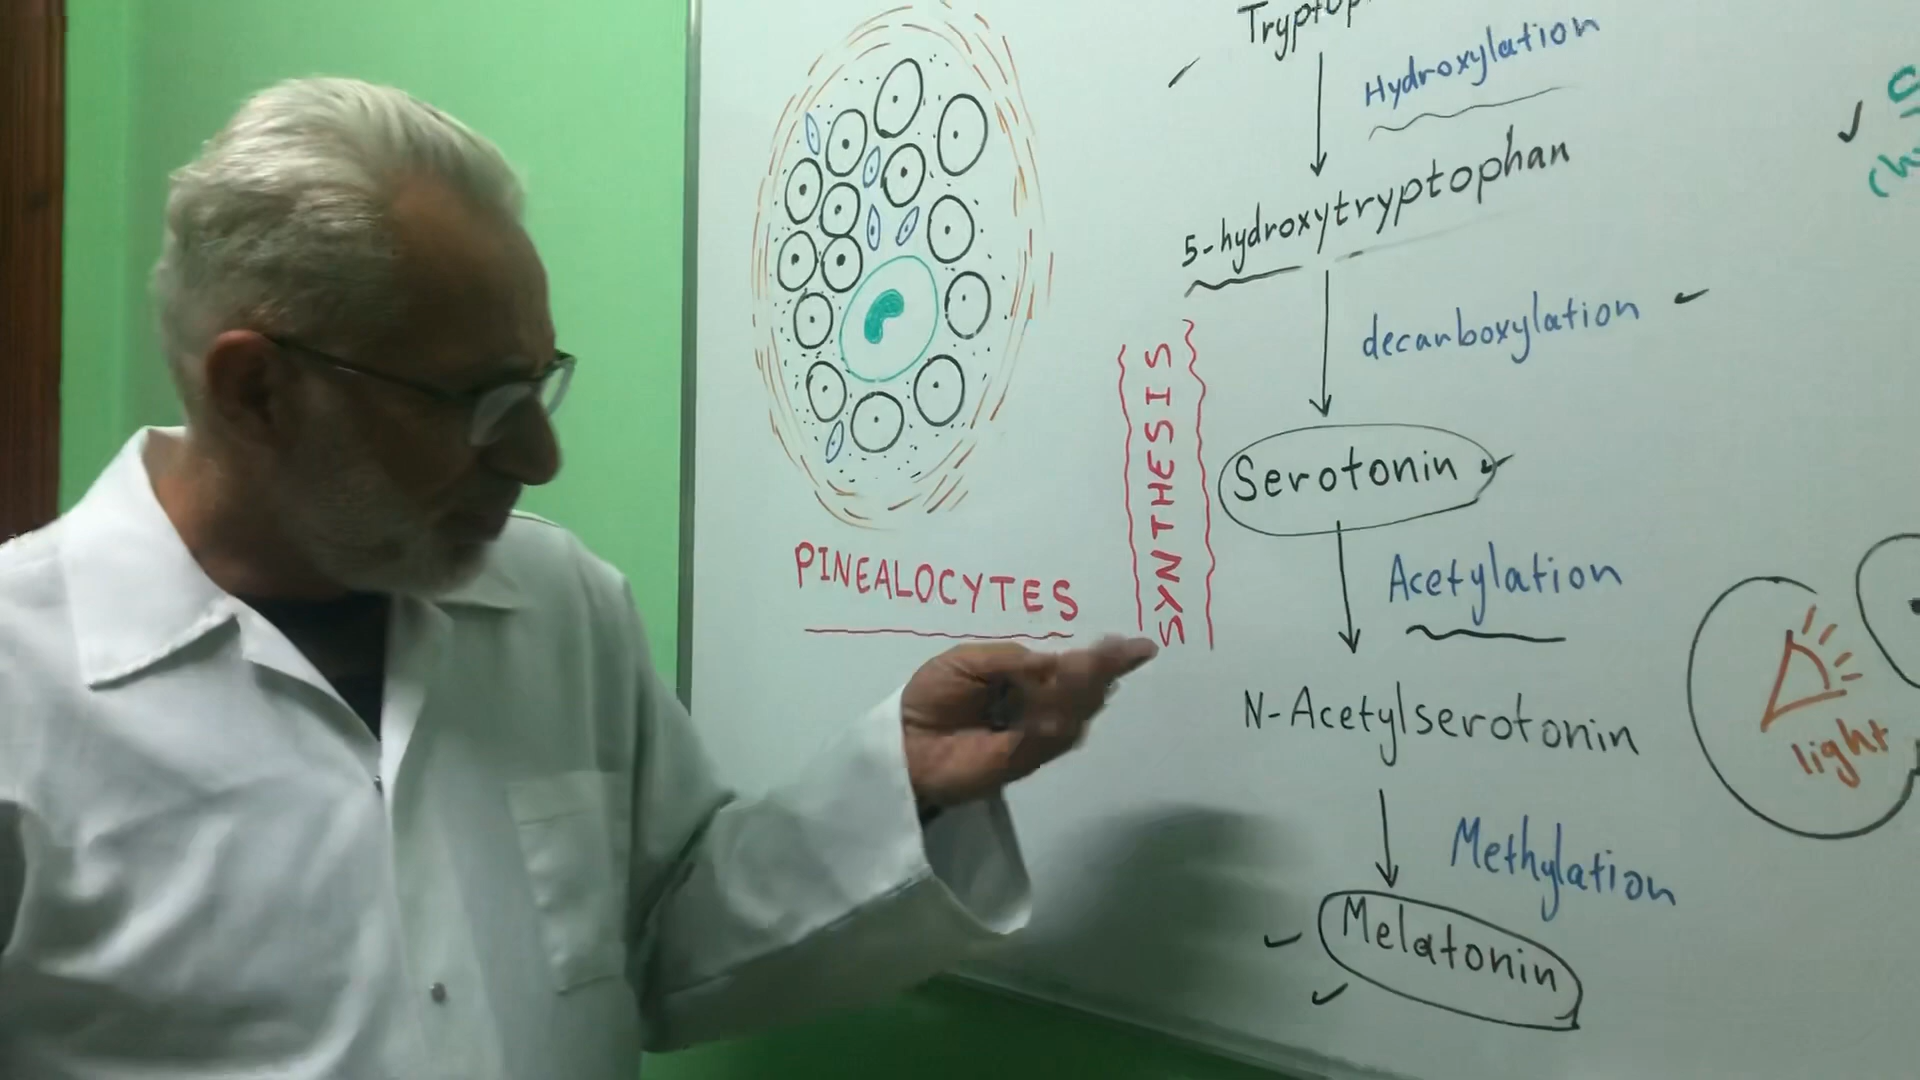 Hydroxylation
5-hydroxytryptophan
decarboxylation
Serotonin
Acetylation
N-Acetylserotonin
Methylation
Melatonin
SYNTHESIS
PINEALOCYTES
light